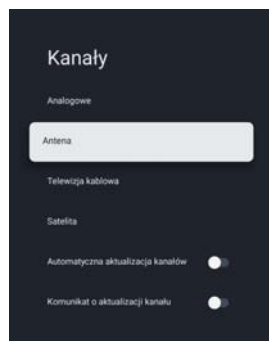 Kanały
Analogowe
Antena
Telewizja kablowa
Satelita
Automatyczna aktualizacja kanałów
Komunikat o aktualizacji kanału